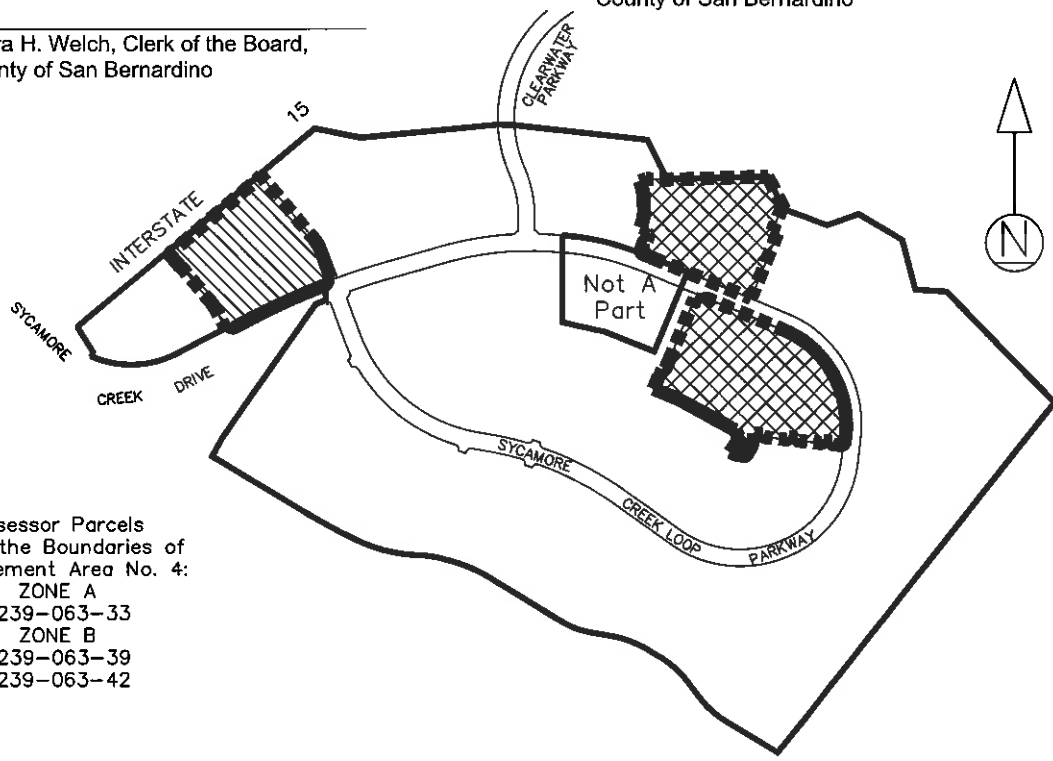 County of San Bernardino
ra H. Welch, Clerk of the Board,
nty of San Bernardino
CLEARWATER
PARKWAY
15
INTERSTATE
N
Not A
Part
SYCAMORE
CREEK DRIVE
SYCAMORE
CREEK LOOP
PARKWAY
sessor Parcels
the Boundaries of
ement Area No. 4:
ZONE A
239-063-33
ZONE B
239-063-39
239-063-42